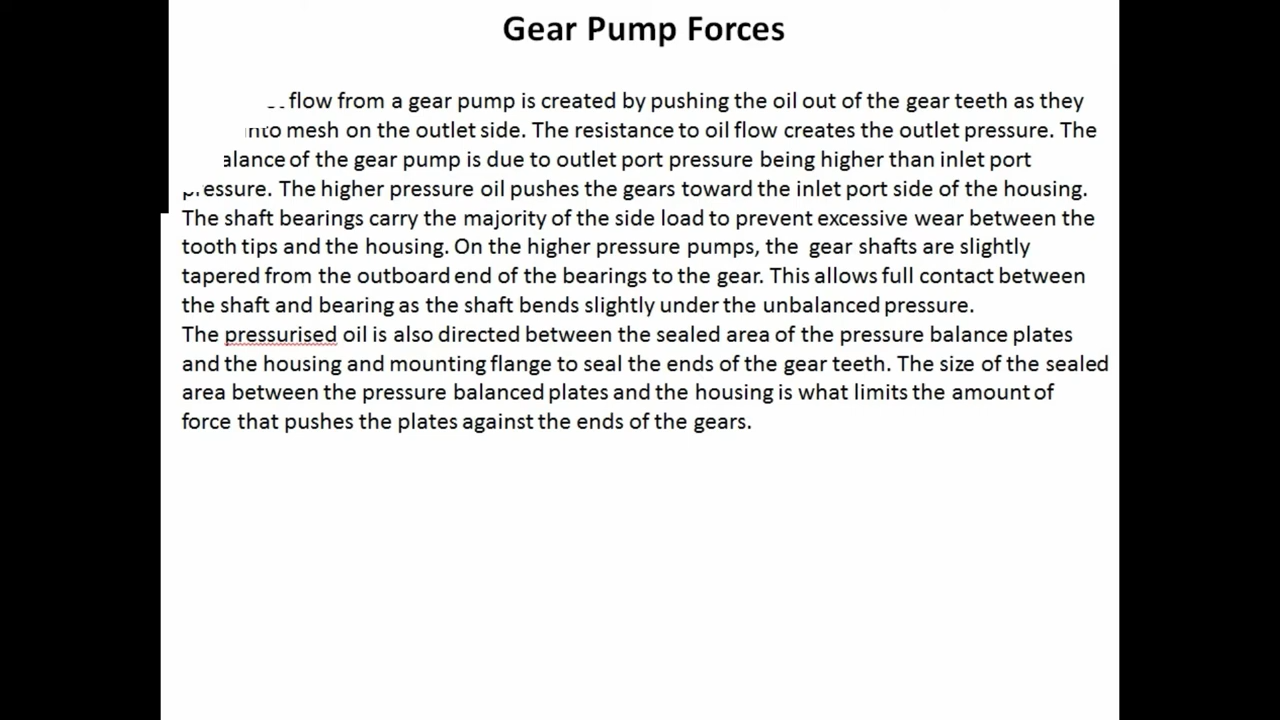 Gear Pump Forces
flow from a gear pump is created by pushing the oil out of the gear teeth as they
mesh on the outlet side. The resistance to oil flow creates the outlet pressure. The
of the gear pump is due to outlet port pressure being higher than inlet port
pressure. The higher pressure oil pushes the gears toward the inlet port side of the housing.
The shaft bearings carry the majority of the side load to prevent excessive wear between the
tooth tips and the housing. On the higher pressure pumps, the gear shafts are slightly
tapered from the outboard end of the bearings to the gear. This allows full contact between
the shaft and bearing as the shaft bends slightly under the unbalanced pressure.
The pressurised oil is also directed between the sealed area of the pressure balance plates
and the housing and mounting flange to seal the ends of the gear teeth. The size of the sealed
area between the pressure balanced plates and the housing is what limits the amount of
force that pushes the plates against the ends of the gears.